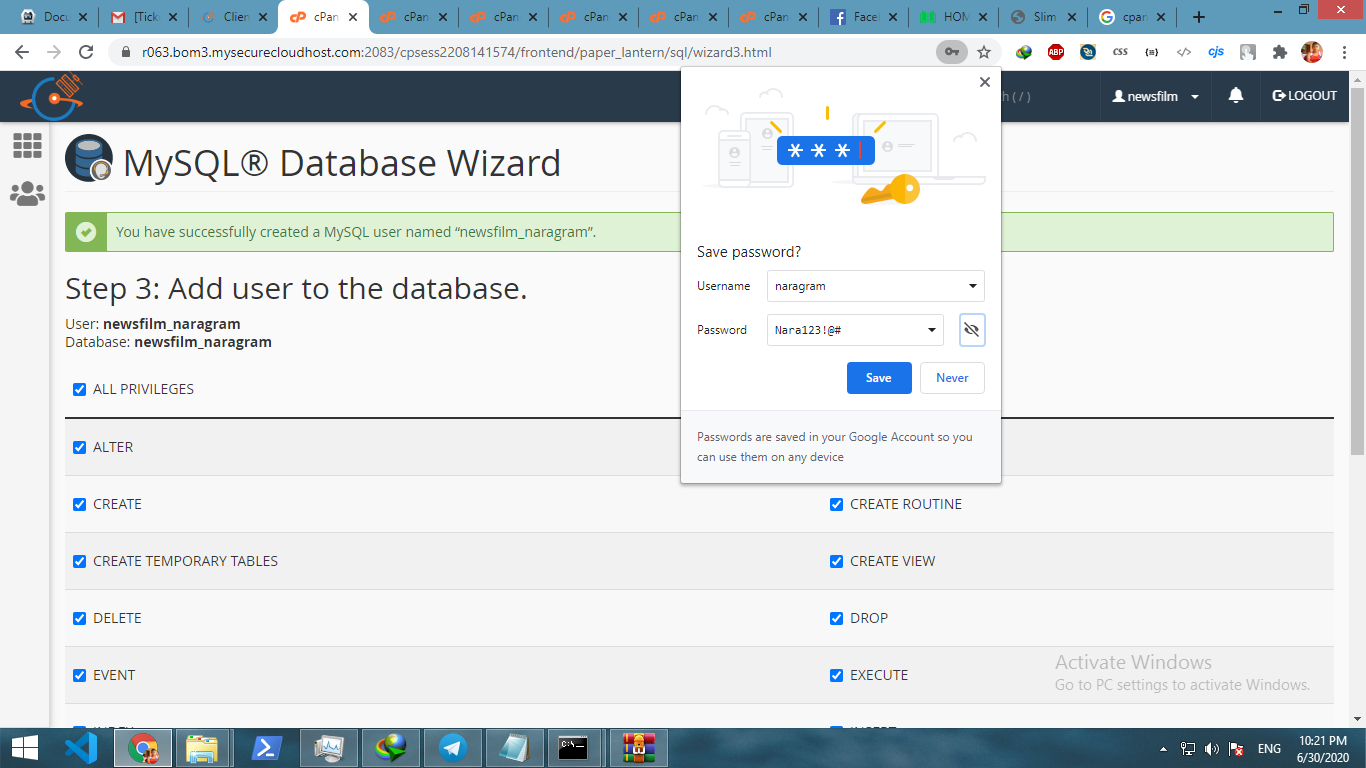 Docu
[Tick
Clien
cPan
cPan
cPan
cPan
cPan
cPan
Facel
HOM
Slim
cpan
r063.bom3.mysecurecloudhost.com:2083/cpsess2208141574/frontend/paper_lantern/sql/wizard3.html
ABP
CSS
cjs
h ( / )
newsfilm
LOGOUT
MySQL® Database Wizard
You have successfully created a MySQL user named “newsfilm_naragram”.
Step 3: Add user to the database.
User: newsfilm_naragram
Database: newsfilm_naragram
ALL PRIVILEGES
ALTER
CREATE
CREATE ROUTINE
CREATE TEMPORARY TABLES
CREATE VIEW
DELETE
DROP
EVENT
EXECUTE
Save password?
Username
naragram
Password
Nara123!@#
Save
Never
Passwords are saved in your Google Account so you
can use them on any device
Activate Windows
Go to PC settings to activate Windows.
ENG
10:21 PM
6/30/2020